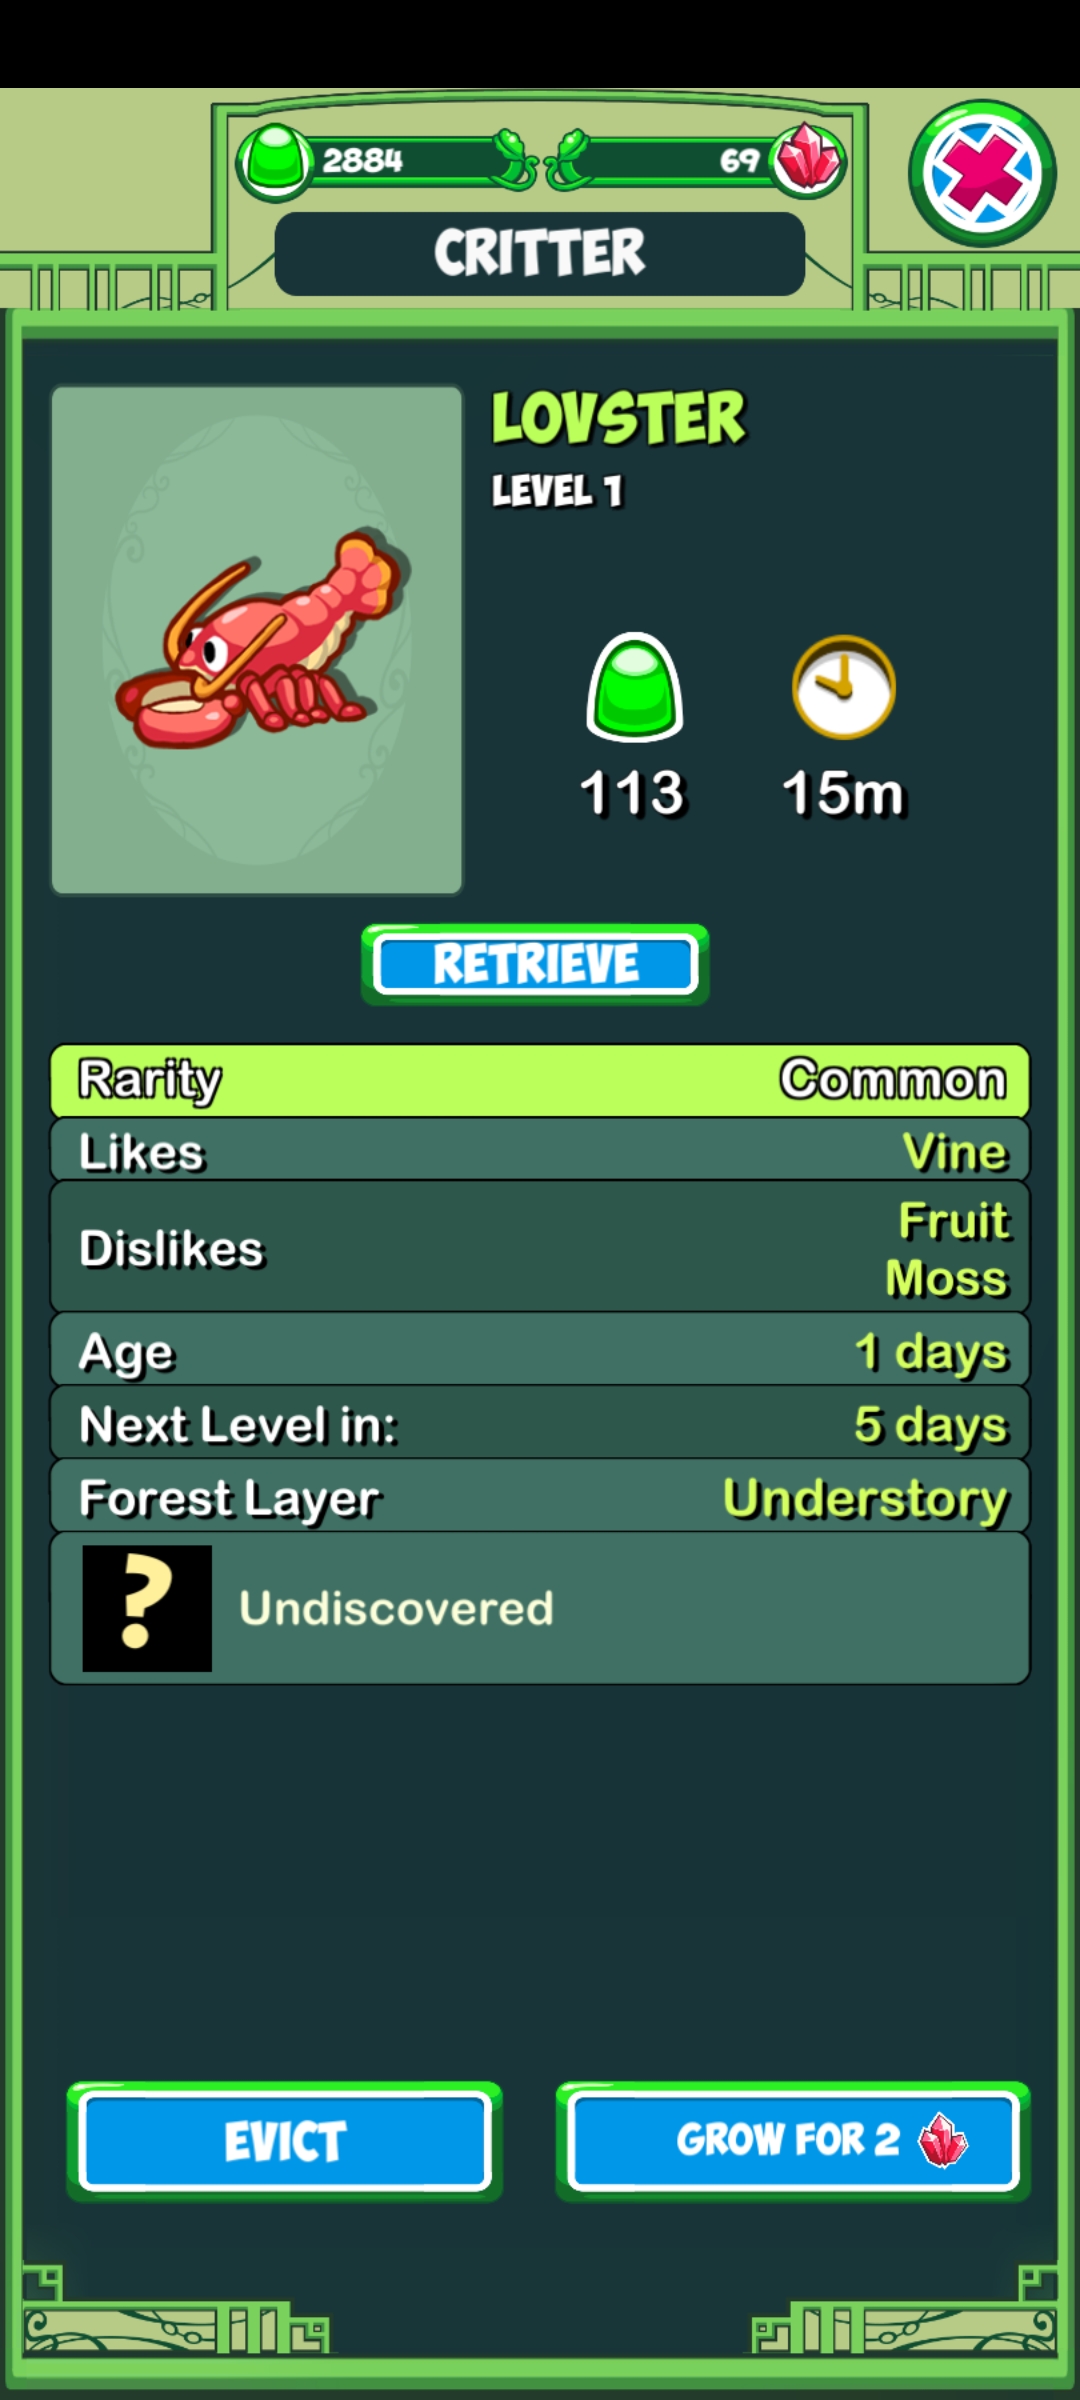 2884
69
CRITTER
LOVSTER
LEVEL 1
113
15m
RETRIEVE
Rarity Common
Likes Vine
Dislikes Fruit
Moss
Age 1 days
Next Level in: 5 days
Forest Layer Understory
? Undiscovered
EVICT
GROW FOR 2